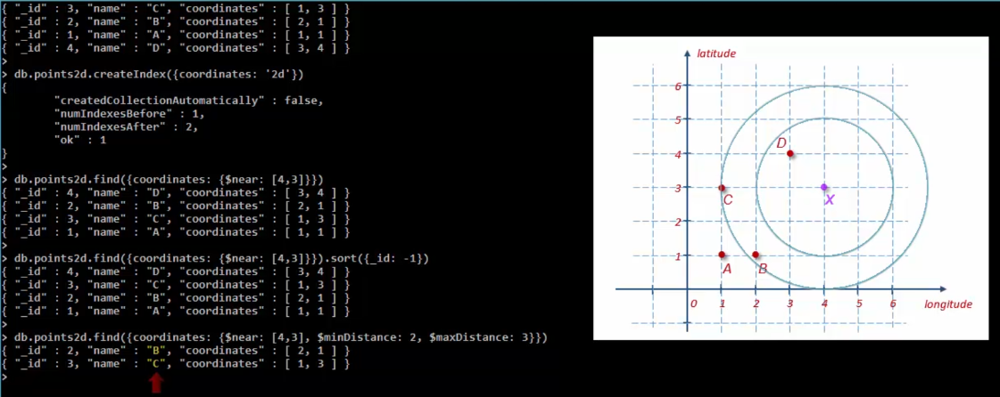 { "_id" : 3, "name" : "C", "coordinates" : [ 1, 3 ] }
{ "_id" : 2, "name" : "B", "coordinates" : [ 2, 1 ] }
{ "_id" : 1, "name" : "A", "coordinates" : [ 1, 1 ] }
{ "_id" : 4, "name" : "D", "coordinates" : [ 3, 4 ] }
>
> db.points2d.createIndex({coordinates: '2d'})
{
"createdCollectionAutomatically" : false,
"numIndexesBefore" : 1,
"numIndexesAfter" : 2,
"ok" : 1
}
>
> db.points2d.find({coordinates: {$near: [4,3]}})
{ "_id" : 4, "name" : "D", "coordinates" : [ 3, 4 ] }
{ "_id" : 2, "name" : "B", "coordinates" : [ 2, 1 ] }
{ "_id" : 3, "name" : "C", "coordinates" : [ 1, 3 ] }
{ "_id" : 1, "name" : "A", "coordinates" : [ 1, 1 ] }
>
> db.points2d.find({coordinates: {$near: [4,3]}}).sort({_id: -1})
{ "_id" : 4, "name" : "D", "coordinates" : [ 3, 4 ] }
{ "_id" : 3, "name" : "C", "coordinates" : [ 1, 3 ] }
{ "_id" : 2, "name" : "B", "coordinates" : [ 2, 1 ] }
{ "_id" : 1, "name" : "A", "coordinates" : [ 1, 1 ] }
>
> db.points2d.find({coordinates: {$near: [4,3], $minDistance: 2, $maxDistance: 3}})
{ "_id" : 2, "name" : "B", "coordinates" : [ 2, 1 ] }
{ "_id" : 3, "name" : "C", "coordinates" : [ 1, 3 ] }
>
latitude
6
5
D
4
3
C
X
2
1
A B
0 1 2 3 4 5 6
longitude